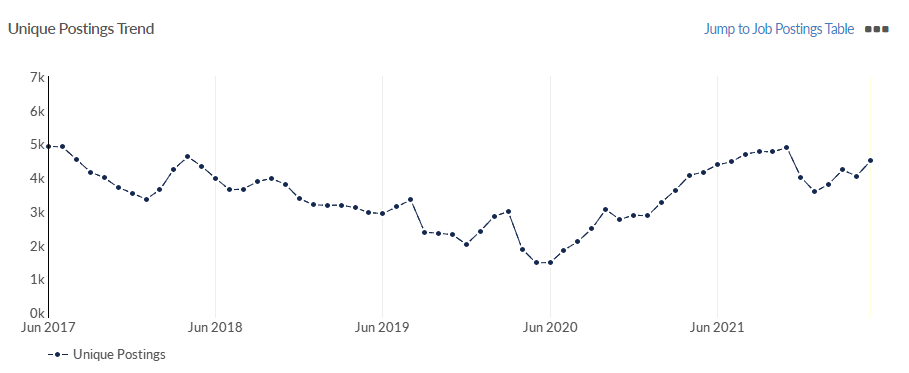 Unique Postings Trend
Jump to Job Postings Table
7k
6k
5k
4k
3k
2k
1k
0k
Jun 2017
Jun 2018
Jun 2019
Jun 2020
Jun 2021
Unique Postings